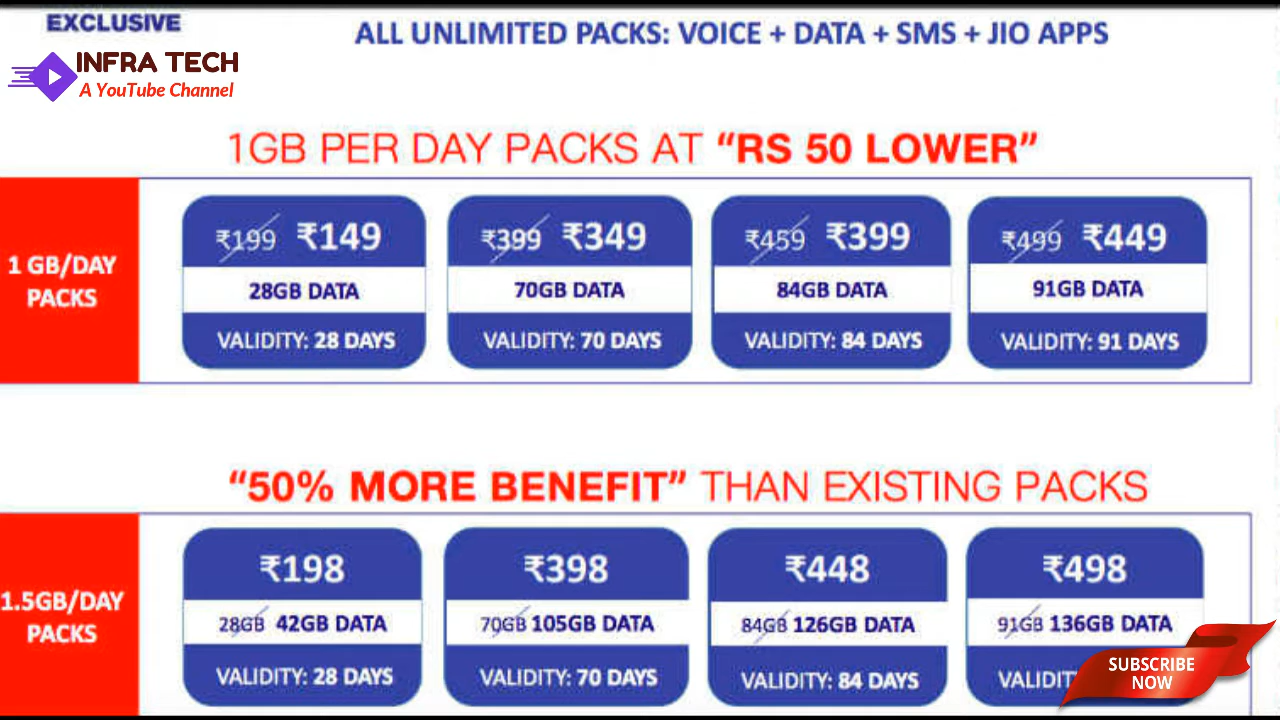 EXCLUSIVE
ALL UNLIMITED PACKS: VOICE + DATA + SMS + JIO APPS
INFRA TECH
A YouTube Channel
1GB PER DAY PACKS AT “RS 50 LOWER”
1 GB/DAY
PACKS
₹199 ₹149
28GB DATA
VALIDITY: 28 DAYS
₹399 ₹349
70GB DATA
VALIDITY: 70 DAYS
₹459 ₹399
84GB DATA
VALIDITY: 84 DAYS
₹499 ₹449
91GB DATA
VALIDITY: 91 DAYS
“50% MORE BENEFIT” THAN EXISTING PACKS
1.5GB/DAY
PACKS
₹198
28GB 42GB DATA
VALIDITY: 28 DAYS
₹398
70GB 105GB DATA
VALIDITY: 70 DAYS
₹448
84GB 126GB DATA
VALIDITY: 84 DAYS
₹498
91GB 136GB DATA
SUBSCRIBE
NOW